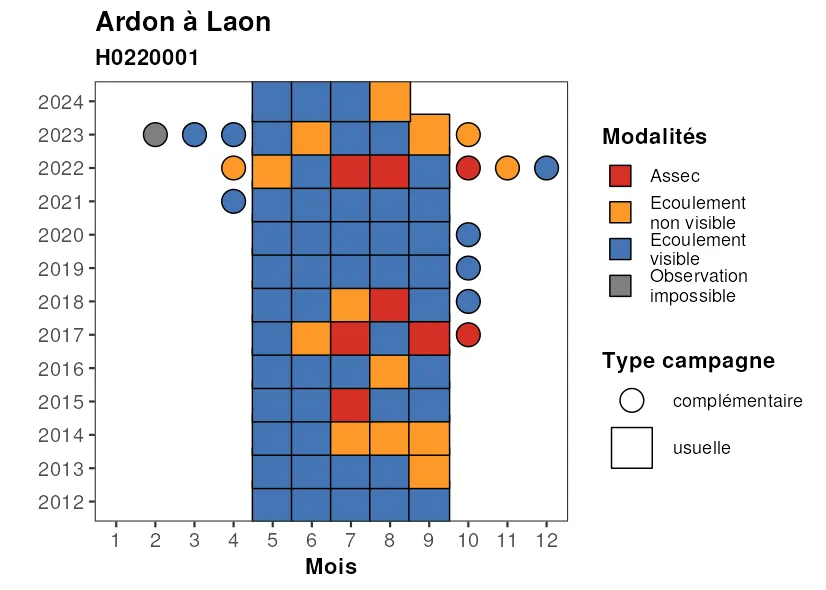 Ardon à Laon
H0220001
2024
2023
2022
2021
2020
2019
2018
2017
2016
2015
2014
2013
2012
1 2 3 4 5 6 7 8 9 10 11 12
Mois
Modalités
Assec
Ecoulement
non visible
Ecoulement
visible
Observation
impossible
Type campagne
complémentaire
usuelle